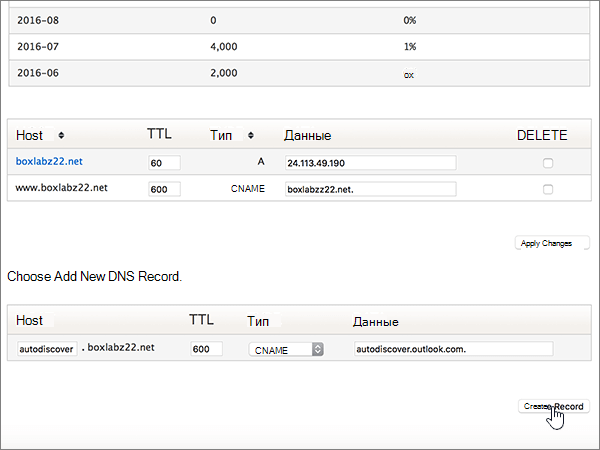 2016-08 0 0%
2016-07 4,000 1%
2016-06 2,000 ox
Host TTL Тип Данные DELETE
boxlabz22.net 60 A 24.113.49.190
www.boxlabz22.net 600 CNAME boxlabzz22.net.
Apply Changes
Choose Add New DNS Record.
Host TTL Тип Данные
autodiscover . boxlabz22.net 600 CNAME autodiscover.outlook.com.
Record